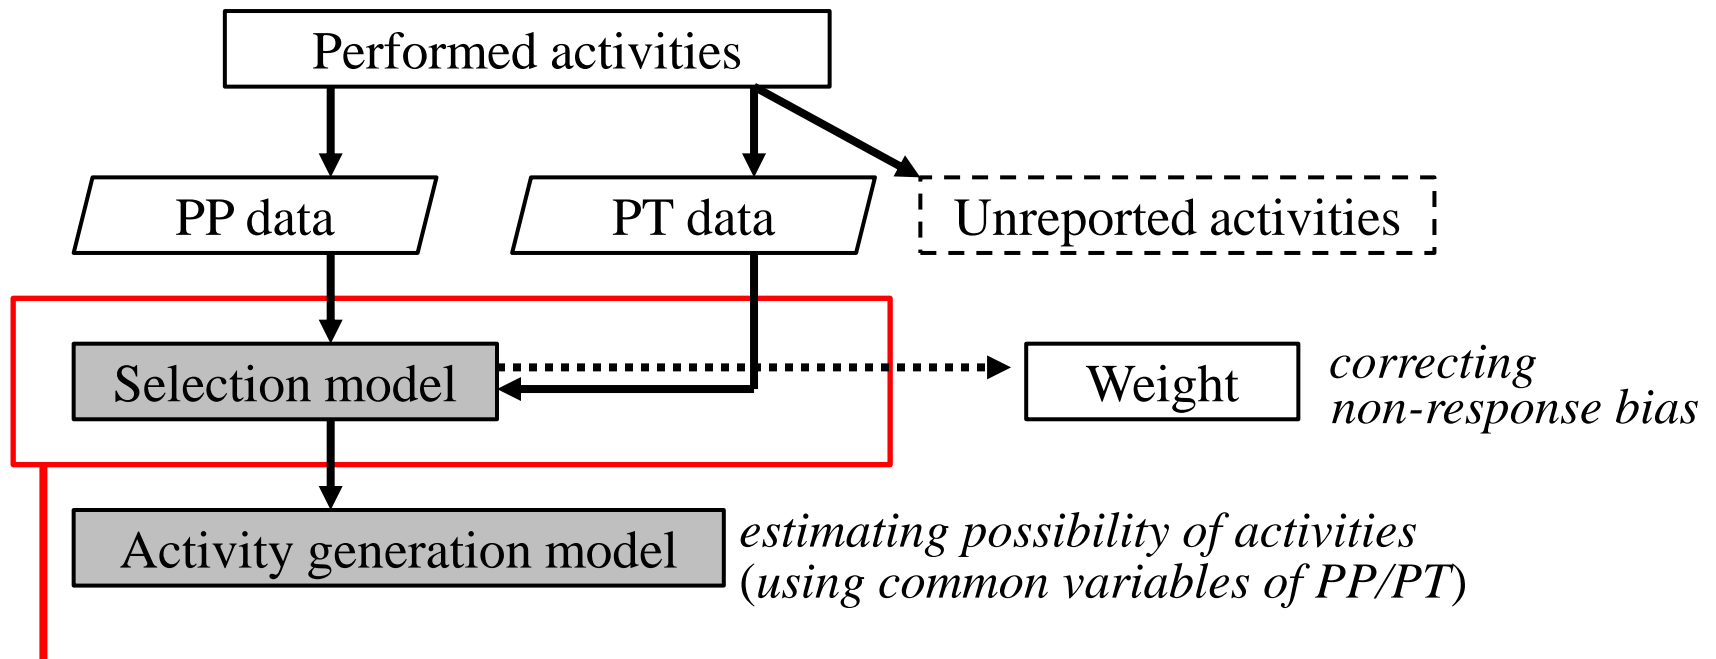 Performed activities
PP data
PT data
Unreported activities
Selection model
Weight
correcting
non-response bias
Activity generation model
estimating possibility of activities
(using common variables of PP/PT)